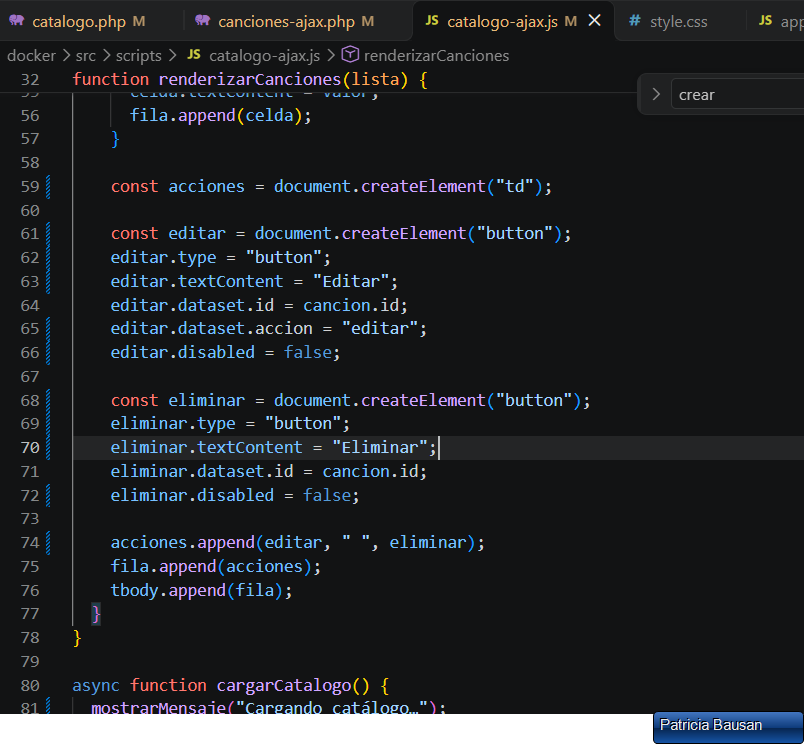 catalogo.php M canciones-ajax.php M JS catalogo-ajax.js M # style.css JS app
docker > src > scripts > JS catalogo-ajax.js > renderizarCanciones
32 function renderizarCanciones(lista) {
crear
55 celda.textContent = valor;
56 fila.append(celda);
57 }
58
59 const acciones = document.createElement("td");
60
61 const editar = document.createElement("button");
62 editar.type = "button";
63 editar.textContent = "Editar";
64 editar.dataset.id = cancion.id;
65 editar.dataset.accion = "editar";
66 editar.disabled = false;
67
68 const eliminar = document.createElement("button");
69 eliminar.type = "button";
70 eliminar.textContent = "Eliminar";
71 eliminar.dataset.id = cancion.id;
72 eliminar.disabled = false;
73
74 acciones.append(editar, " ", eliminar);
75 fila.append(acciones);
76 tbody.append(fila);
77 }
78 }
79
80 async function cargarCatalogo() {
81 mostrarMensaje("Cargando catálogo…");
Patricia Bausan